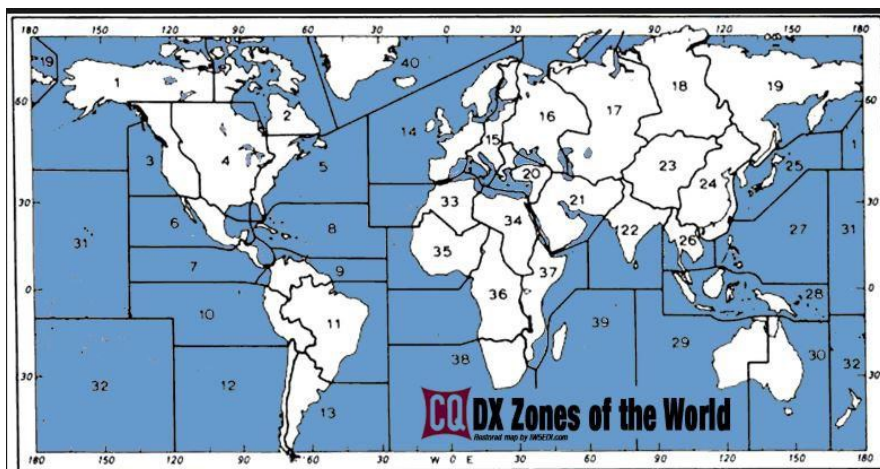 180 150 120 90 60 30 0 30 60 90 120 150 180
19 40 18
1 17 19
60 2 16 60
14
3 4 15 1
5 23 25
20 24
30 33 21 30
6 34 22
31 8 26 27 31
35
7 9 37
0 36 28 0
10
11 39
38 29 30
32 12 32
30 13 30
CQ DX Zones of the World
Restored map by IW5EDI.com
180 150 120 90 60 30 W 0 E 30 60 90 120 150 180